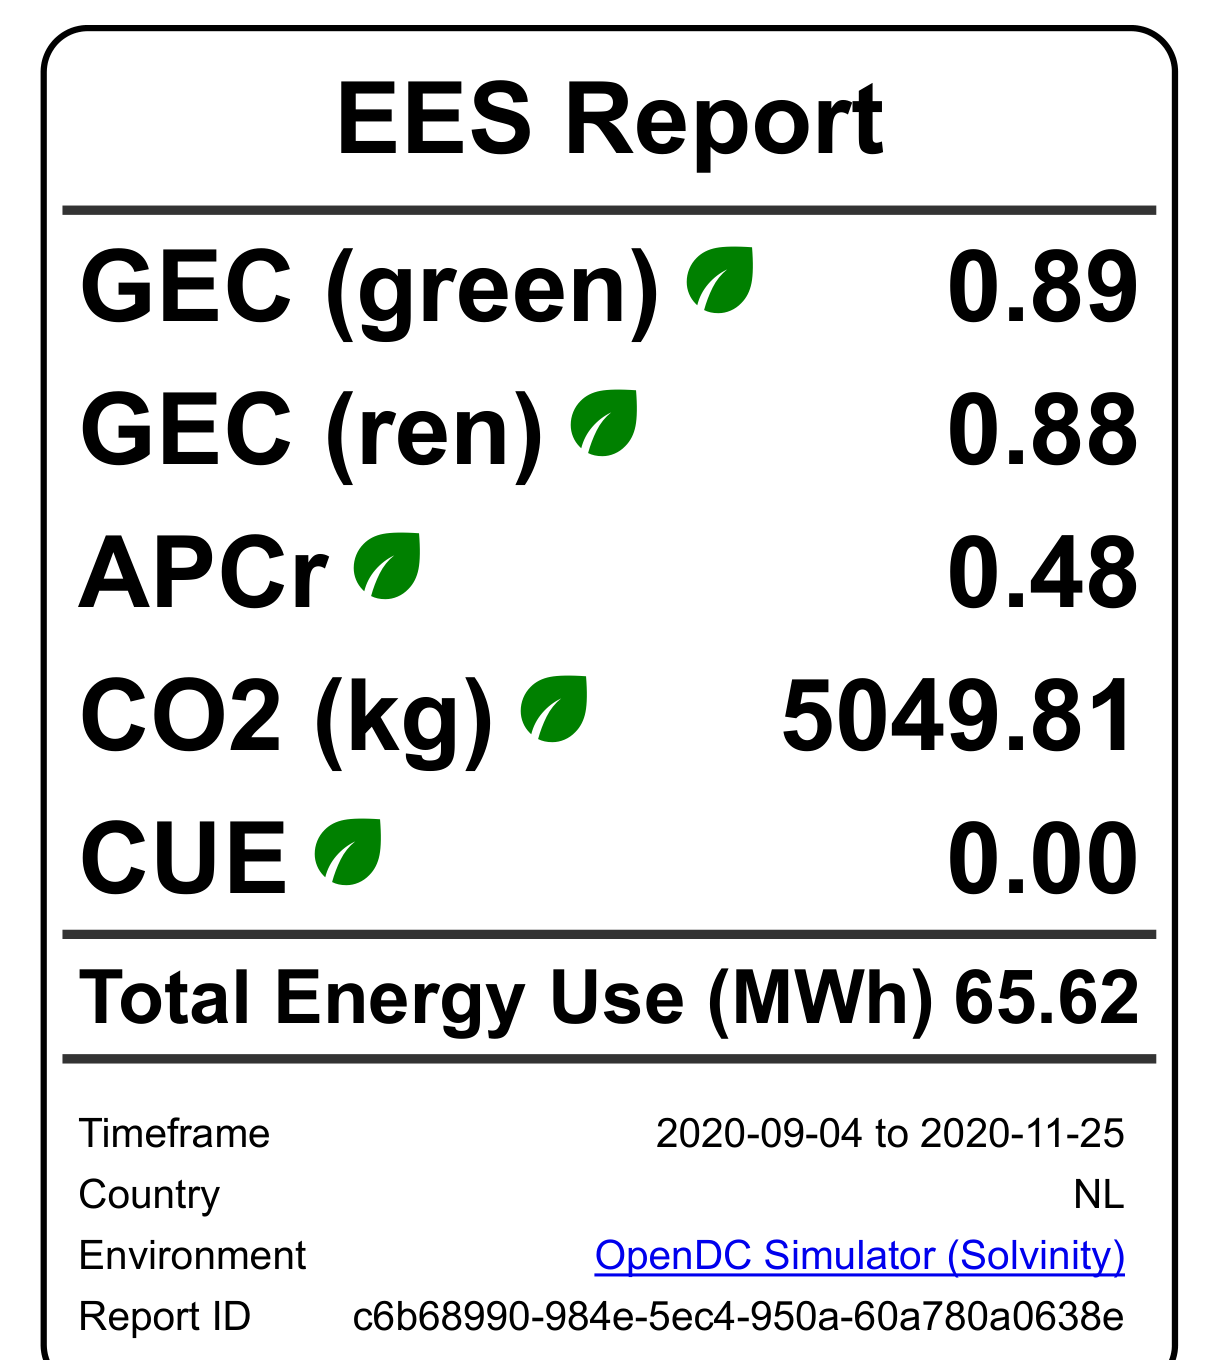 EES Report
GEC (green) 0.89
GEC (ren) 0.88
APCr 0.48
CO2 (kg) 5049.81
CUE 0.00
Total Energy Use (MWh) 65.62
Timeframe 2020-09-04 to 2020-11-25
Country NL
Environment OpenDC Simulator (Solvinity)
Report ID c6b68990-984e-5ec4-950a-60a780a0638e